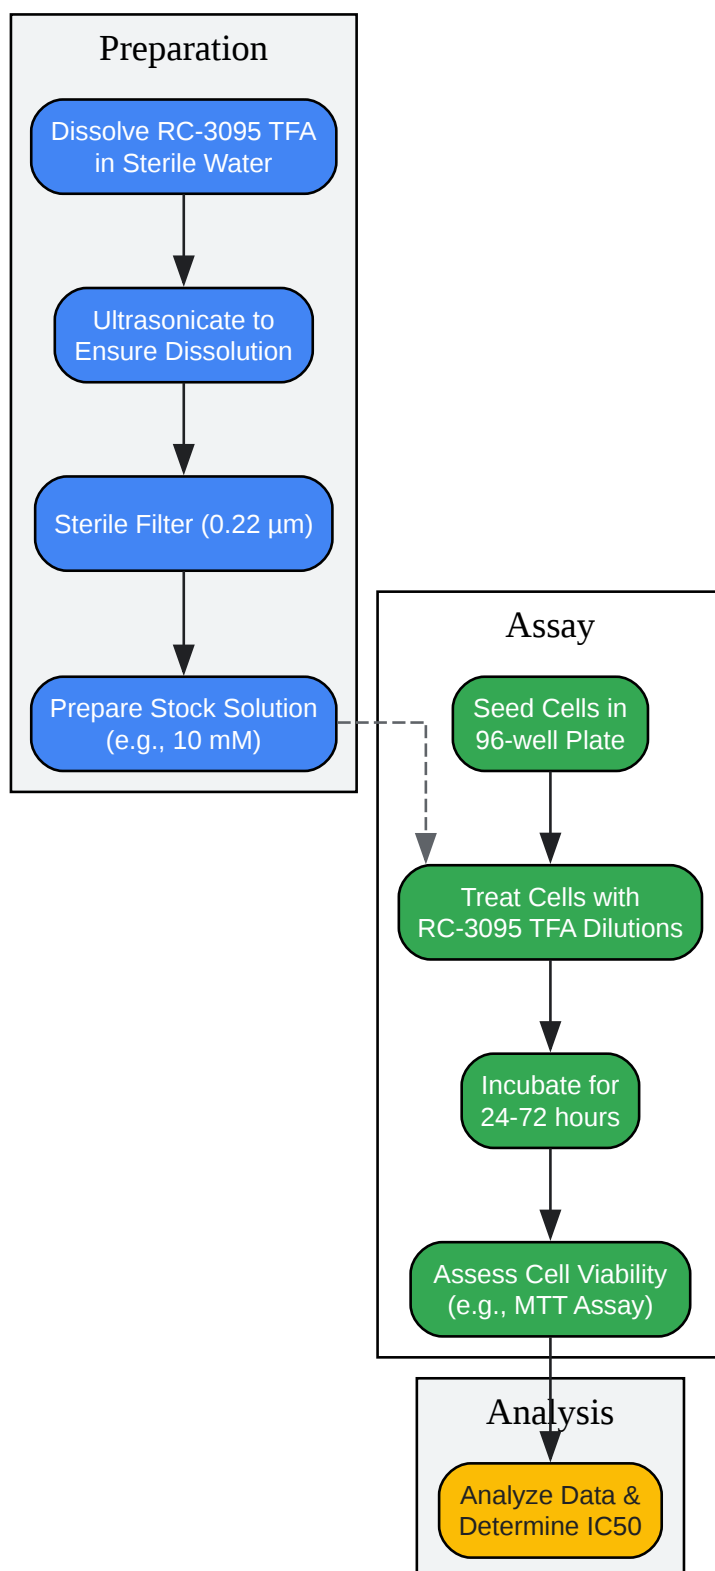 Preparation
Dissolve RC-3095 TFA
in Sterile Water
Ultrasonicate to
Ensure Dissolution
Sterile Filter (0.22 µm)
Prepare Stock Solution
(e.g., 10 mM)
Assay
Seed Cells in
96-well Plate
Treat Cells with
RC-3095 TFA Dilutions
Incubate for
24-72 hours
Assess Cell Viability
(e.g., MTT Assay)
Analysis
Analyze Data &
Determine IC50